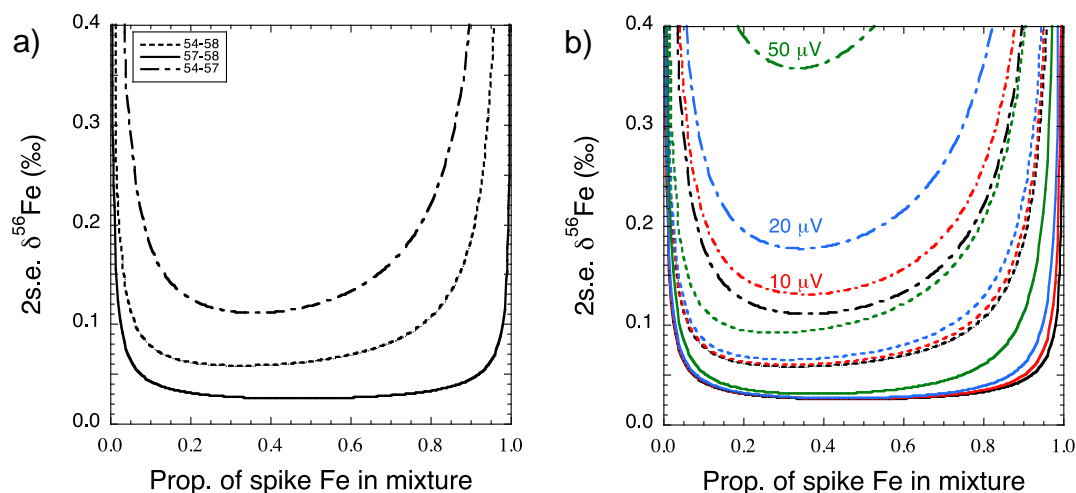 a)
54-58
57-58
54-57
2s.e. δ⁵⁶Fe (‰)
0.4
0.3
0.2
0.1
0.0
0.0 0.2 0.4 0.6 0.8 1.0
Prop. of spike Fe in mixture
b)
50 µV
20 µV
10 µV
2s.e. δ⁵⁶Fe (‰)
0.4
0.3
0.2
0.1
0.0
0.0 0.2 0.4 0.6 0.8 1.0
Prop. of spike Fe in mixture